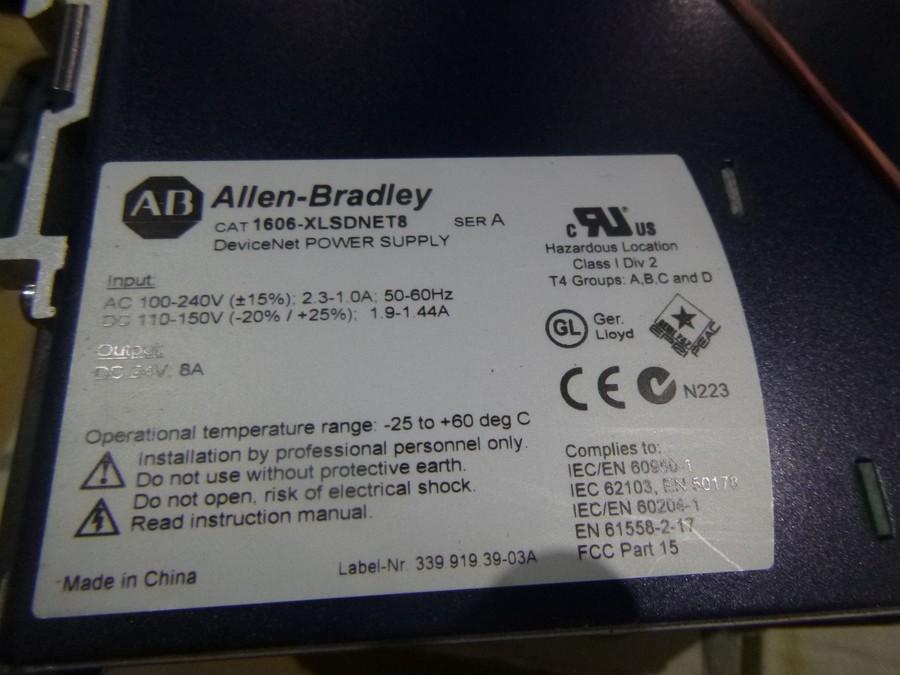 AB Allen-Bradley
CAT 1606-XLSDNET8 SER A
DeviceNet POWER SUPPLY
Input:
AC 100-240V (±15%); 2.3-1.0A; 50-60Hz
DC 110-150V (-20% / +25%); 1.9-1.44A
Output:
DC 24V; 8A
Operational temperature range: -25 to +60 deg C
Installation by professional personnel only.
Do not use without protective earth.
Do not open, risk of electrical shock.
Read instruction manual.
Made in China
Label-Nr. 339 919.39-03A
C RU US
Hazardous Location
Class I Div 2
T4 Groups: A,B,C and D
GL Ger.
Lloyd
CE N223
Complies to:
IEC/EN 60950-1
IEC 62103, EN 50178
IEC/EN 60204-1
EN 61558-2-17
FCC Part 15